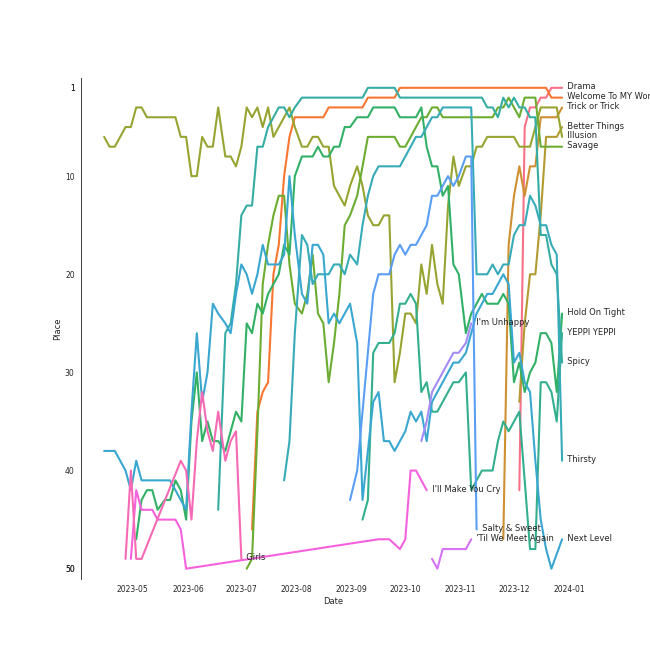 1
Drama
Welcome To MY Wor
Trick or Trick
Better Things
Illusion
Savage
10
20
Hold On Tight
I'm Unhappy
Place
YEPPI YEPPI
Spicy
30
Thirsty
40
I'll Make You Cry
Salty & Sweet
'Til We Meet Again
Next Level
Girls
50
2023-05
2023-06
2023-07
2023-08
2023-09
2023-10
2023-11
2023-12
2024-01
Date